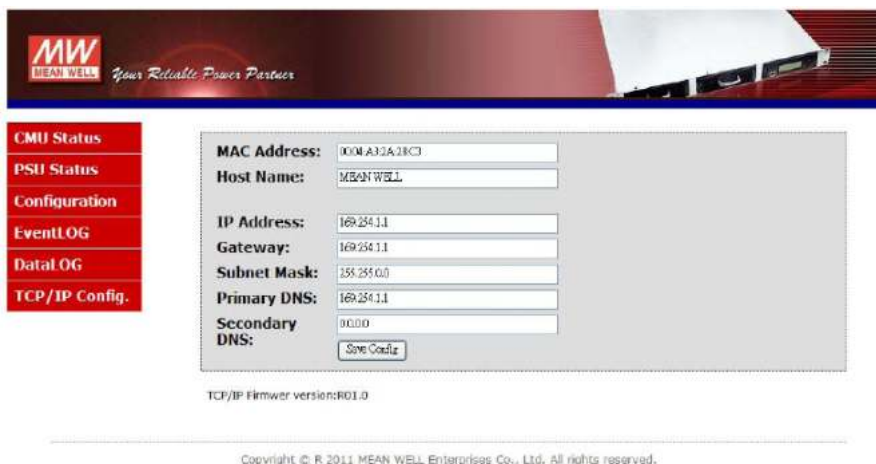 MW
MEAN WELL
Your Reliable Power Partner
CMU Status
PSU Status
Configuration
EventLOG
DataLOG
TCP/IP Config.
MAC Address: 00:04:A3:2A:28:C3
Host Name: MEAN WELL
IP Address: 169.254.1.1
Gateway: 169.254.1.1
Subnet Mask: 255.255.0.0
Primary DNS: 169.254.1.1
Secondary DNS: 0.0.0.0
Save Config
TCP/IP Firmwer version:R01.0
Copyright © R 2011 MEAN WELL Enterprises Co., Ltd. All rights reserved.